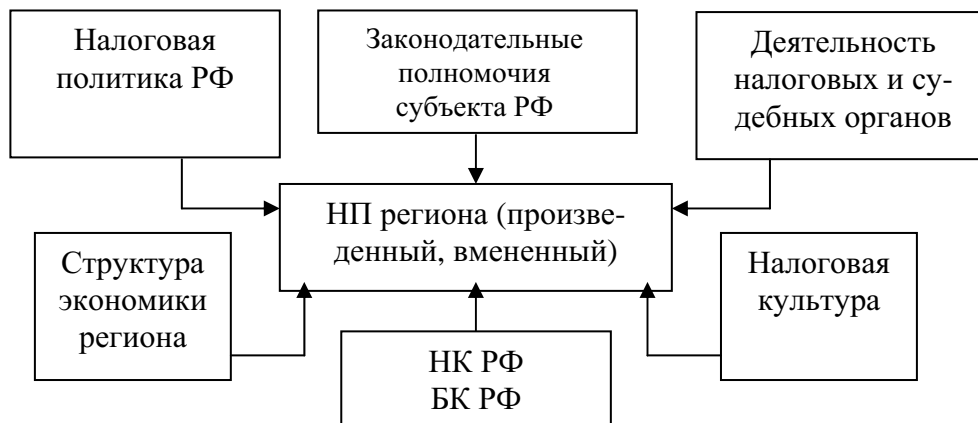 Налоговая
политика РФ
Законодательные
полномочия
субъекта РФ
Деятельность
налоговых и су-
дебных органов
НП региона (произве-
денный, вмененный)
Структура
экономики
региона
НК РФ
БК РФ
Налоговая
культура